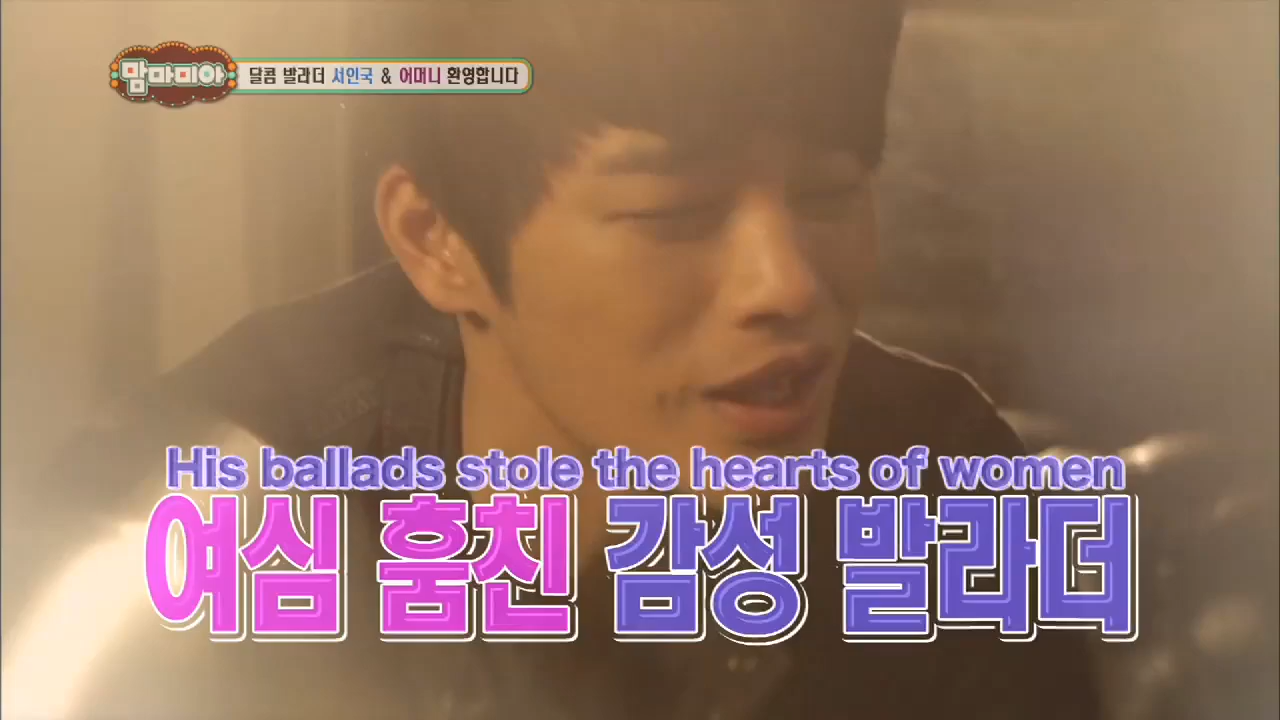 맘마미아 달콤 발라더 서인국 & 어머니 환영합니다
His ballads stole the hearts of women
여심 훔친 감성 발라더